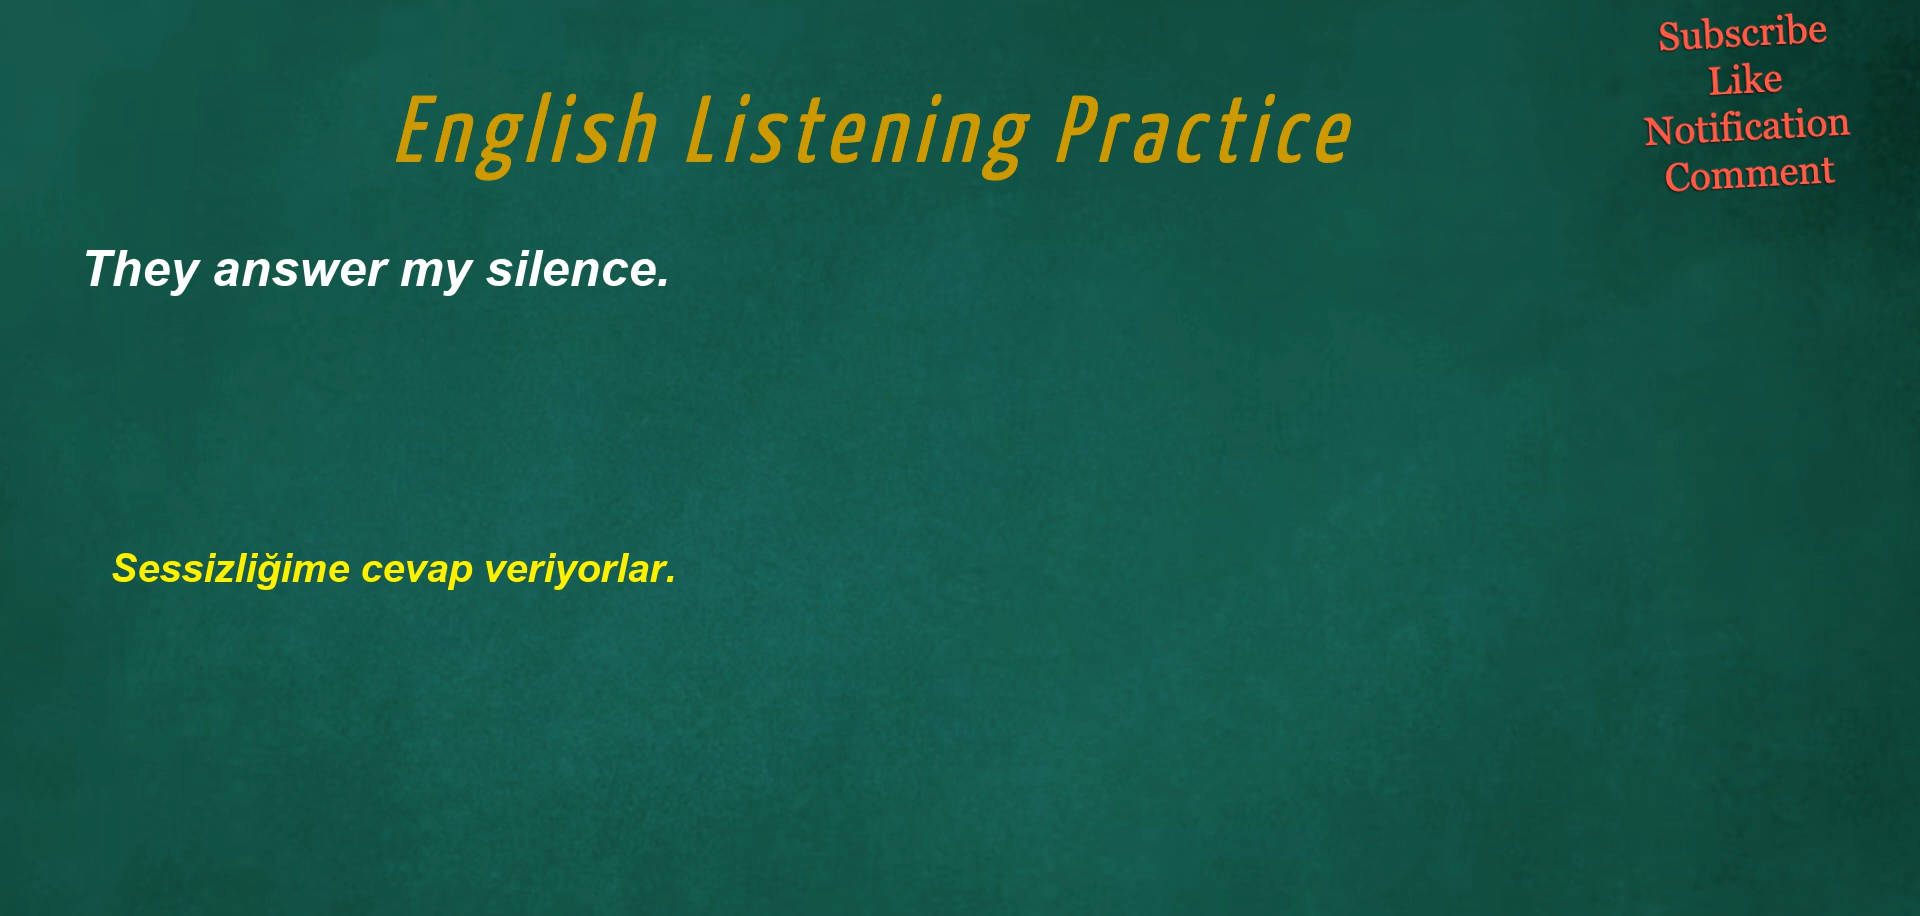 English Listening Practice
Subscribe
Like
Notification
Comment
They answer my silence.
Sessizliğime cevap veriyorlar.